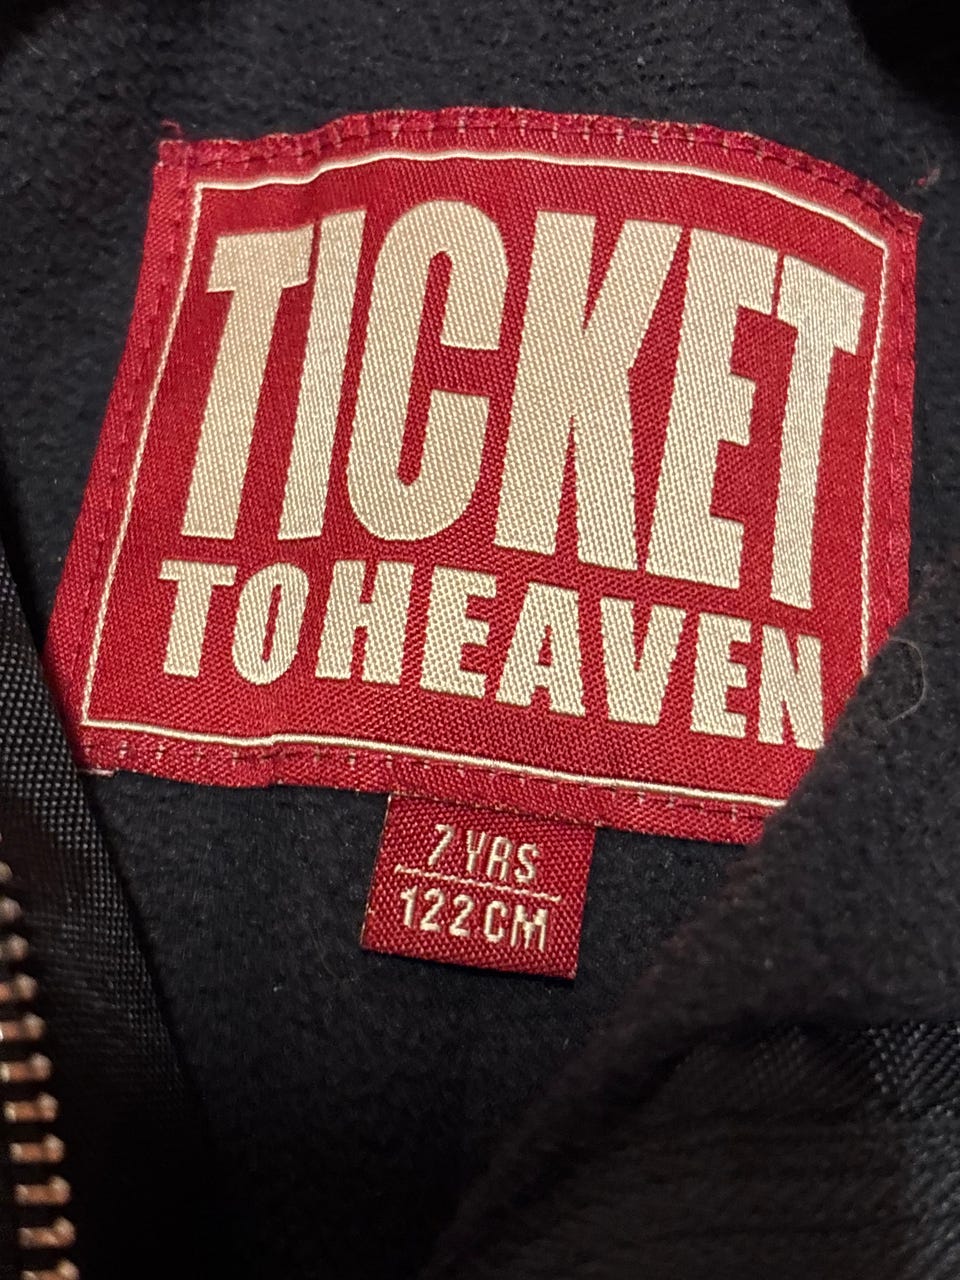 TICKET
TOHEAVEN
7 YRS
122 CM